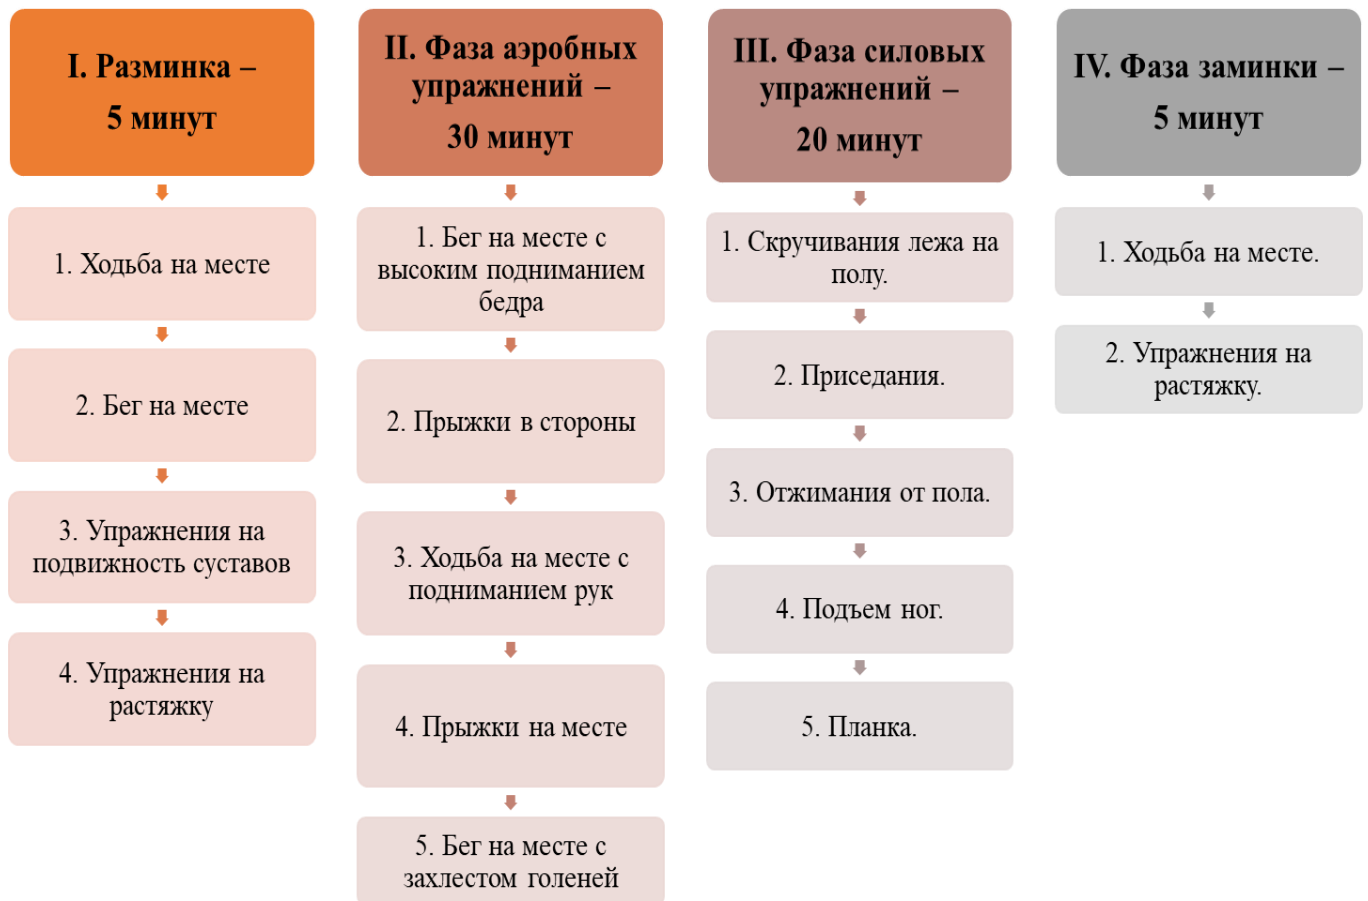 I. Разминка –
5 минут
1. Ходьба на месте
2. Бег на месте
3. Упражнения на
подвижность суставов
4. Упражнения на
растяжку
II. Фаза аэробных
упражнений –
30 минут
1. Бег на месте с
высоким подниманием
бедра
2. Прыжки в стороны
3. Ходьба на месте с
подниманием рук
4. Прыжки на месте
5. Бег на месте с
захлестом голеней
III. Фаза силовых
упражнений –
20 минут
1. Скручивания лежа на
полу.
2. Приседания.
3. Отжимания от пола.
4. Подъем ног.
5. Планка.
IV. Фаза заминки –
5 минут
1. Ходьба на месте.
2. Упражнения на
растяжку.